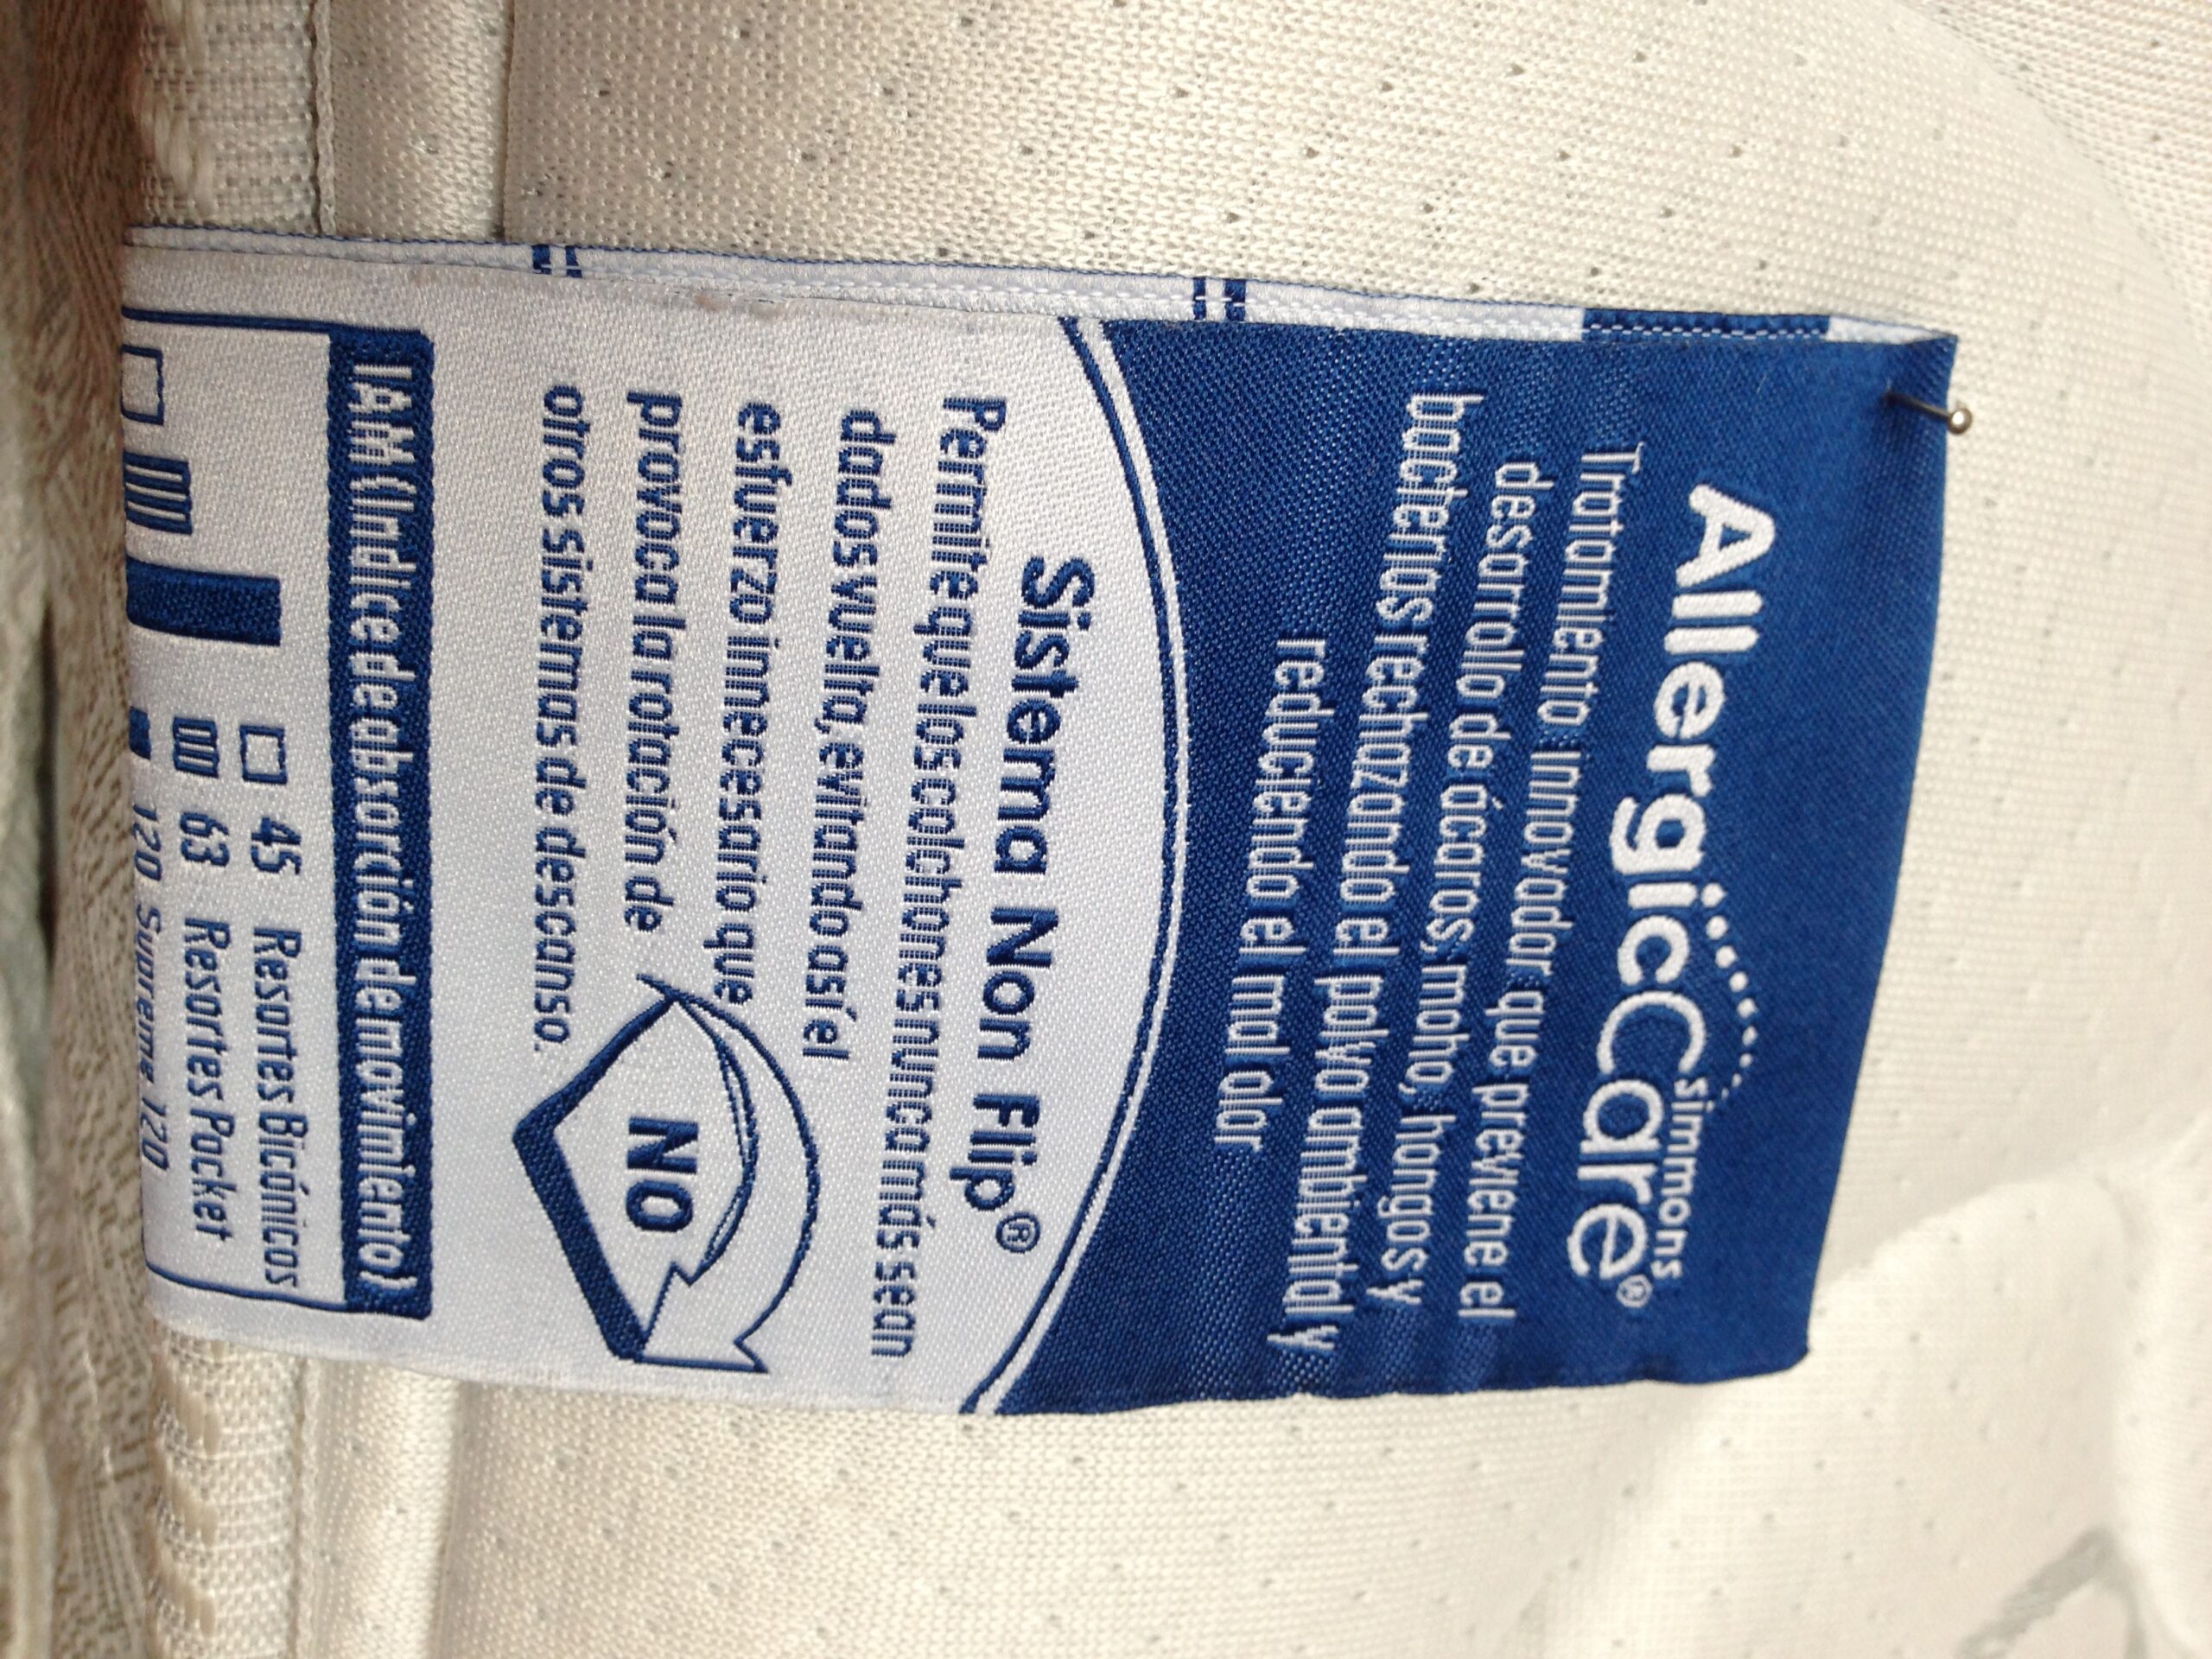 Allergiccare®
simmons
Tratamiento innovador que previene el
desarrollo de ácaros, moho, hongos y
bacterias rechazando el polvo ambiental y
reduciendo el mal olor
Sistema Non Flip®
Permite que los colchones nunca más sean
dados vuelta, evitando así el
esfuerzo innecesario que
provoca la rotación de
otros sistemas de descanso.
NO
IAM (Indice de absorción de movimiento)
45 Resortes Bicónicos
63 Resortes Pocket
120 Supreme 120